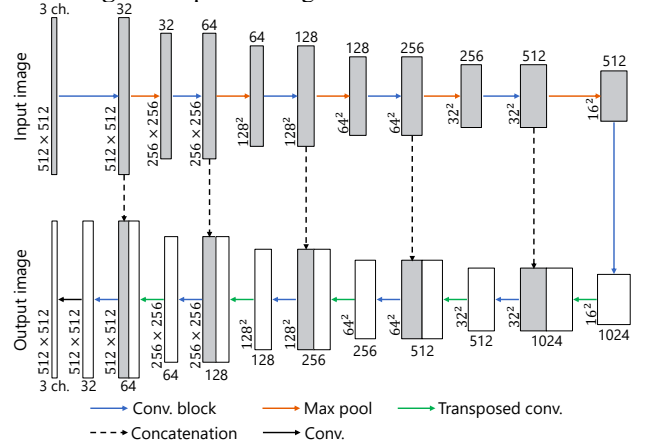 3 ch.
32
32
64
64
128
128
256
256
512
512
Input image
512 × 512
512 × 512
256 × 256
256 × 256
128²
128²
64²
64²
32²
32²
16²
Output image
512 × 512
512 × 512
512 × 512
256 × 256
256 × 256
128²
128²
64²
64²
32²
32²
16²
3 ch.
32
64
64
128
128
256
256
512
512
1024
1024
Conv. block
Max pool
Transposed conv.
Concatenation
Conv.